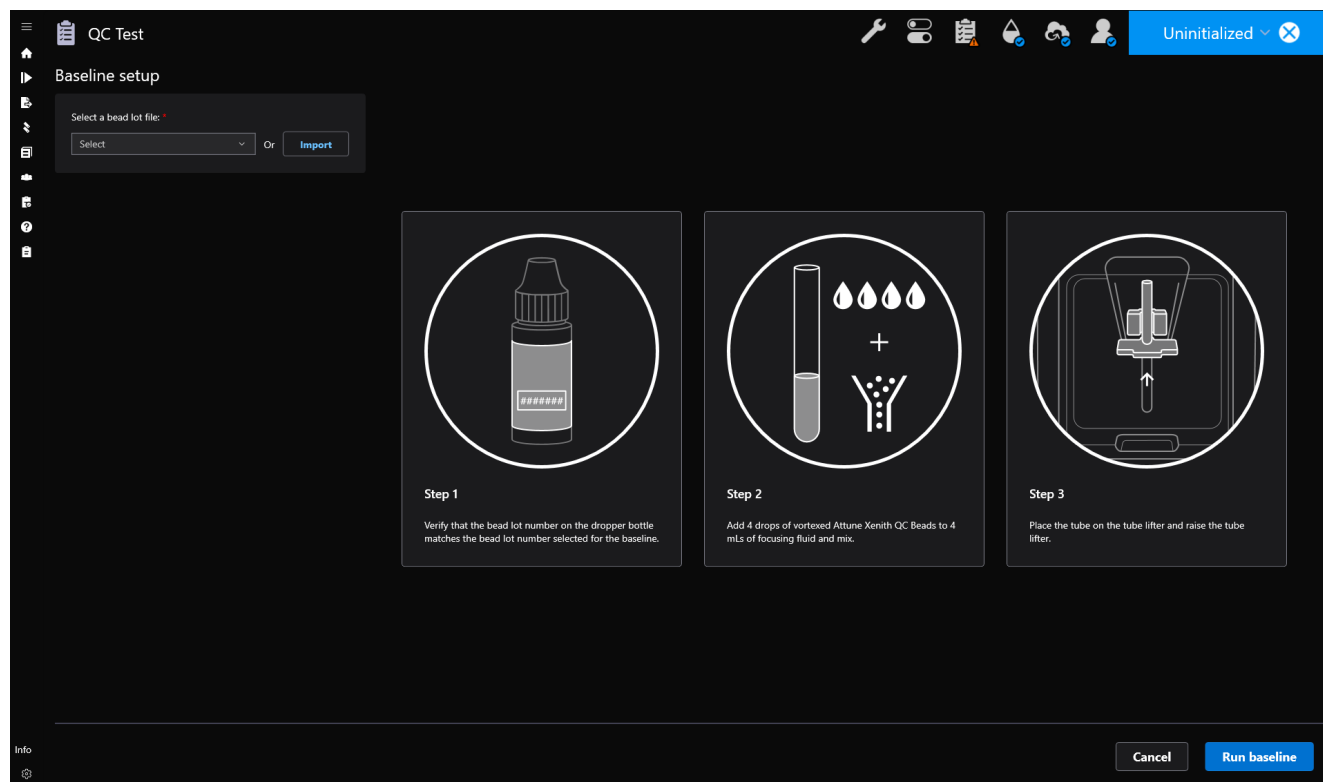 QC Test
Uninitialized
Baseline setup
Select a bead lot file: *
Select
Or
Import
#######
Step 1
Verify that the bead lot number on the dropper bottle
matches the bead lot number selected for the baseline.
Step 2
Add 4 drops of vortexed Attune Xenith QC Beads to 4
mLs of focusing fluid and mix.
Step 3
Place the tube on the tube lifter and raise the tube
lifter.
Info
Cancel
Run baseline